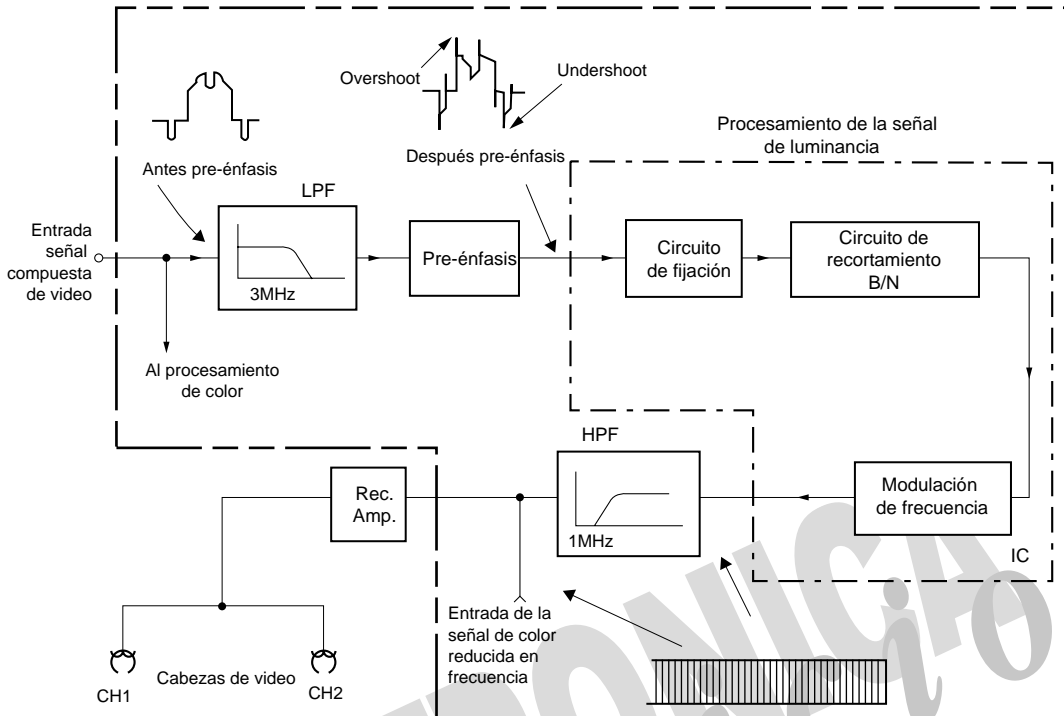 Overshoot
Undershoot
Procesamiento de la señal
de luminancia
Antes pre-énfasis
Después pre-énfasis
LPF
Entrada
señal
compuesta
de video
3MHz
Pre-énfasis
Circuito
de fijación
Circuito de
recortamiento
B/N
Al procesamiento
de color
HPF
Rec.
Amp.
1MHz
Modulación
de frecuencia
IC
Entrada de la
señal de color
reducida en
frecuencia
CH1
Cabezas de video
CH2
TRONICA
icio